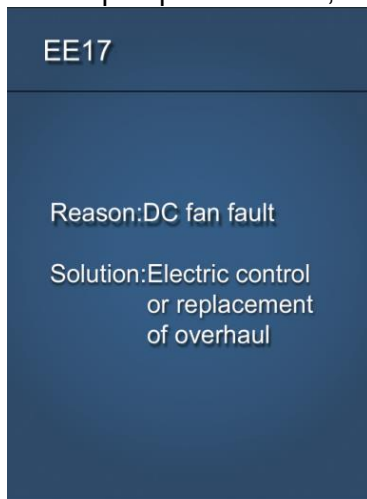 EE17
Reason:DC fan fault
Solution:Electric control
or replacement
of overhaul